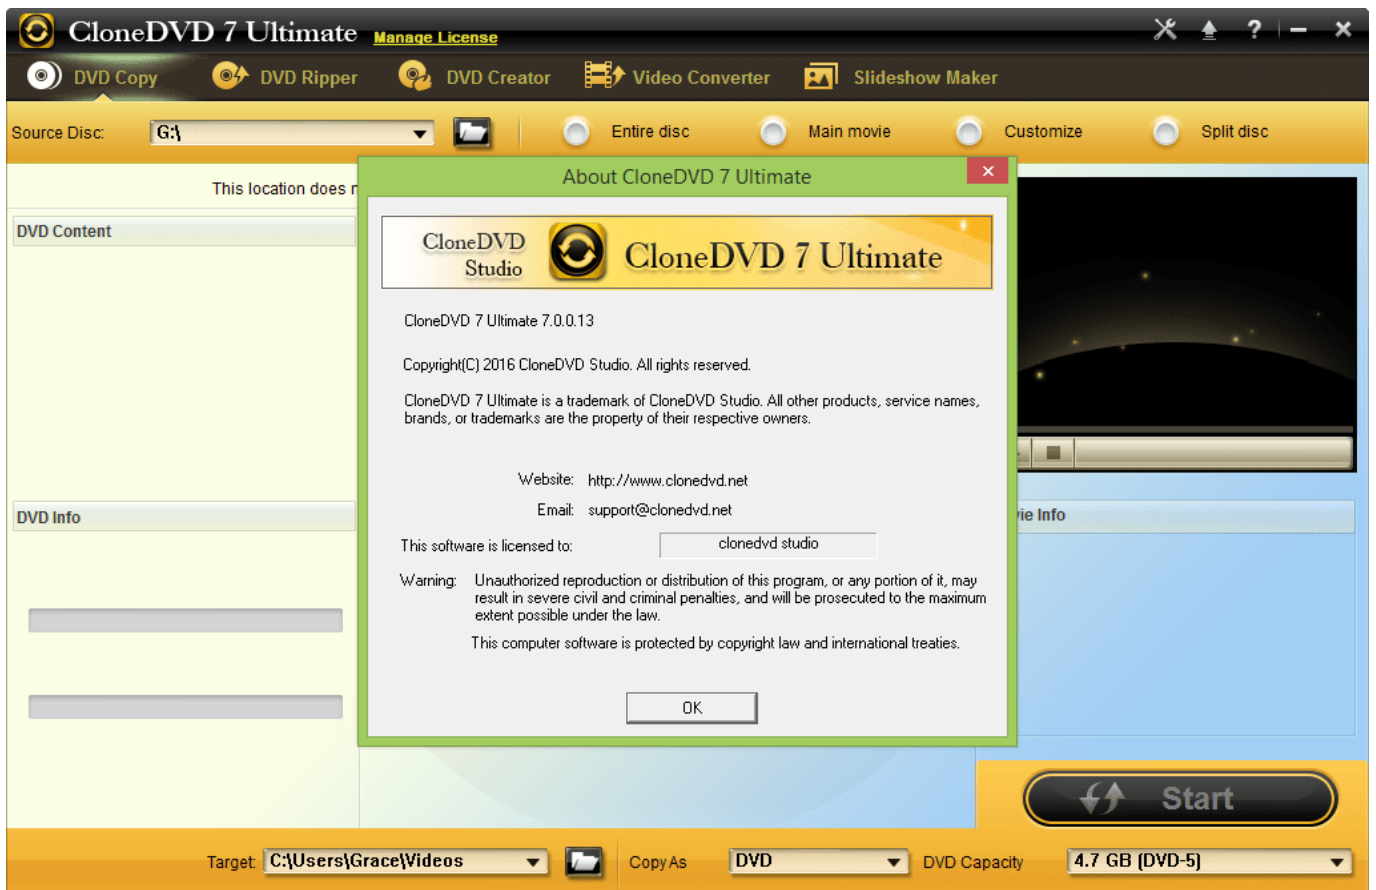 CloneDVD 7 Ultimate Manage License
?
DVD Copy DVD Ripper DVD Creator Video Converter Slideshow Maker
Source Disc: G:\ Entire disc Main movie Customize Split disc
This location does
About CloneDVD 7 Ultimate
DVD Content
CloneDVD
Studio
CloneDVD 7 Ultimate
CloneDVD 7 Ultimate 7.0.0.13
Copyright(C) 2016 CloneDVD Studio. All rights reserved.
CloneDVD 7 Ultimate is a trademark of CloneDVD Studio. All other products, service names,
brands, or trademarks are the property of their respective owners.
Website: http://www.clonedvd.net
Email: support@clonedvd.net
DVD Info
Info
This software is licensed to: clonedvd studio
Warning: Unauthorized reproduction or distribution of this program, or any portion of it, may
result in severe civil and criminal penalties, and will be prosecuted to the maximum
extent possible under the law.
This computer software is protected by copyright law and international treaties.
OK
Start
Target: C:\Users\Grace\Videos Copy As DVD DVD Capacity 4.7 GB (DVD-5)